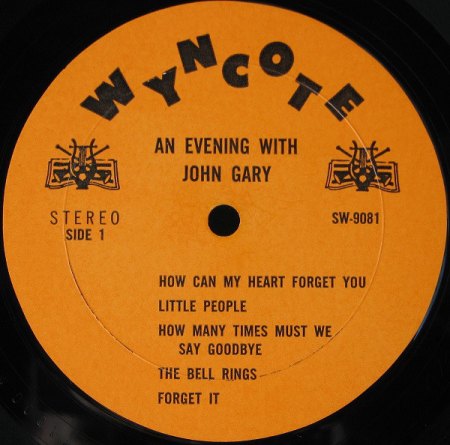 WYNCOTE
AN EVENING WITH
JOHN GARY
STEREO
SIDE 1
SW-9081
HOW CAN MY HEART FORGET YOU
LITTLE PEOPLE
HOW MANY TIMES MUST WE
SAY GOODBYE
THE BELL RINGS
FORGET IT